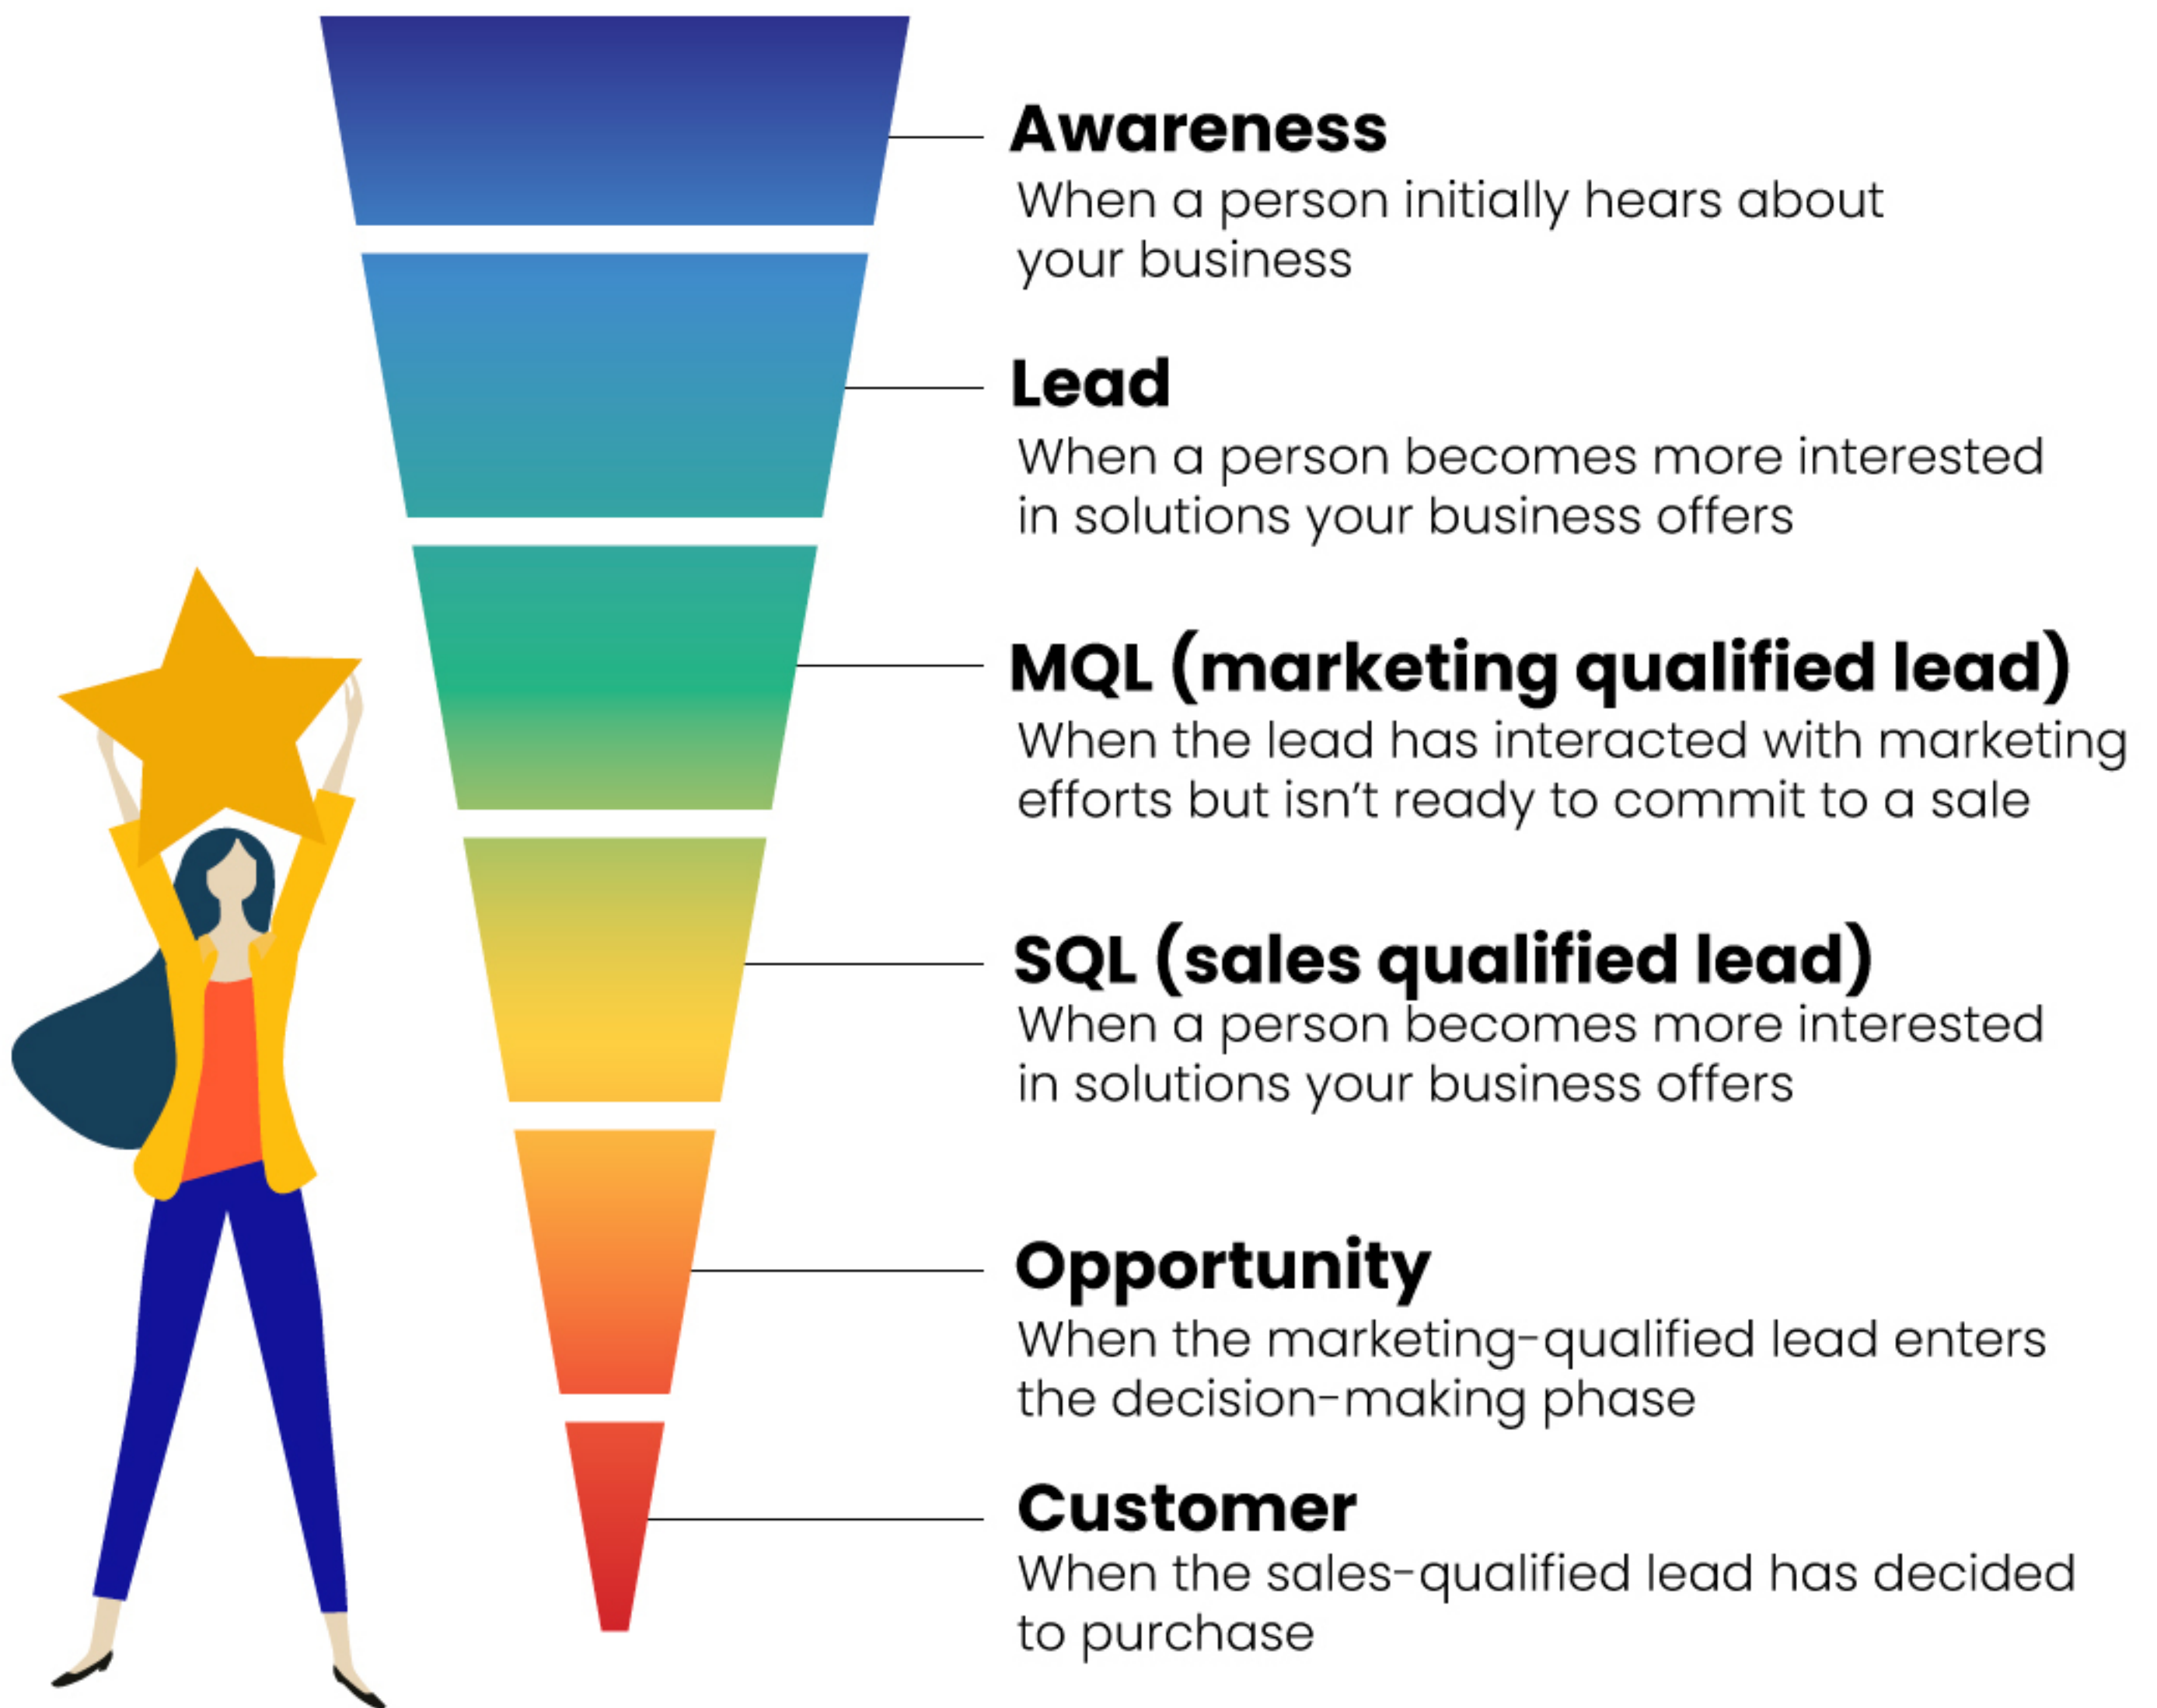 Awareness
When a person initially hears about
your business
Lead
When a person becomes more interested
in solutions your business offers
MQL (marketing qualified lead)
When the lead has interacted with marketing
efforts but isn’t ready to commit to a sale
SQL (sales qualified lead)
When a person becomes more interested
in solutions your business offers
Opportunity
When the marketing-qualified lead enters
the decision-making phase
Customer
When the sales-qualified lead has decided
to purchase